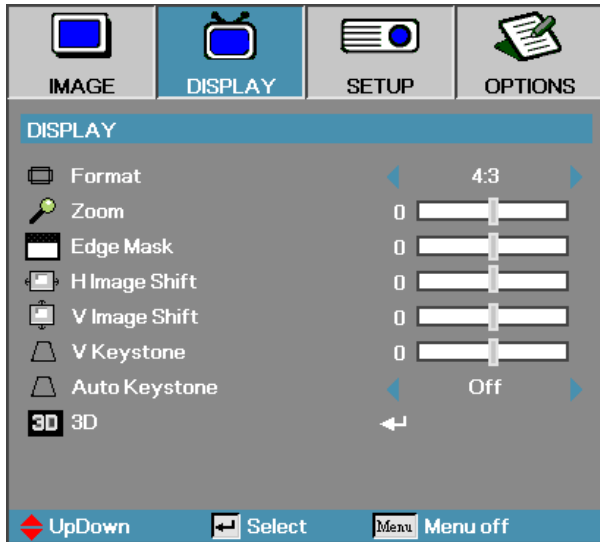 IMAGE DISPLAY SETUP OPTIONS
DISPLAY
Format 4:3
Zoom 0
Edge Mask 0
H Image Shift 0
V Image Shift 0
V Keystone 0
Auto Keystone Off
3D 3D
UpDown Select Menu Menu off